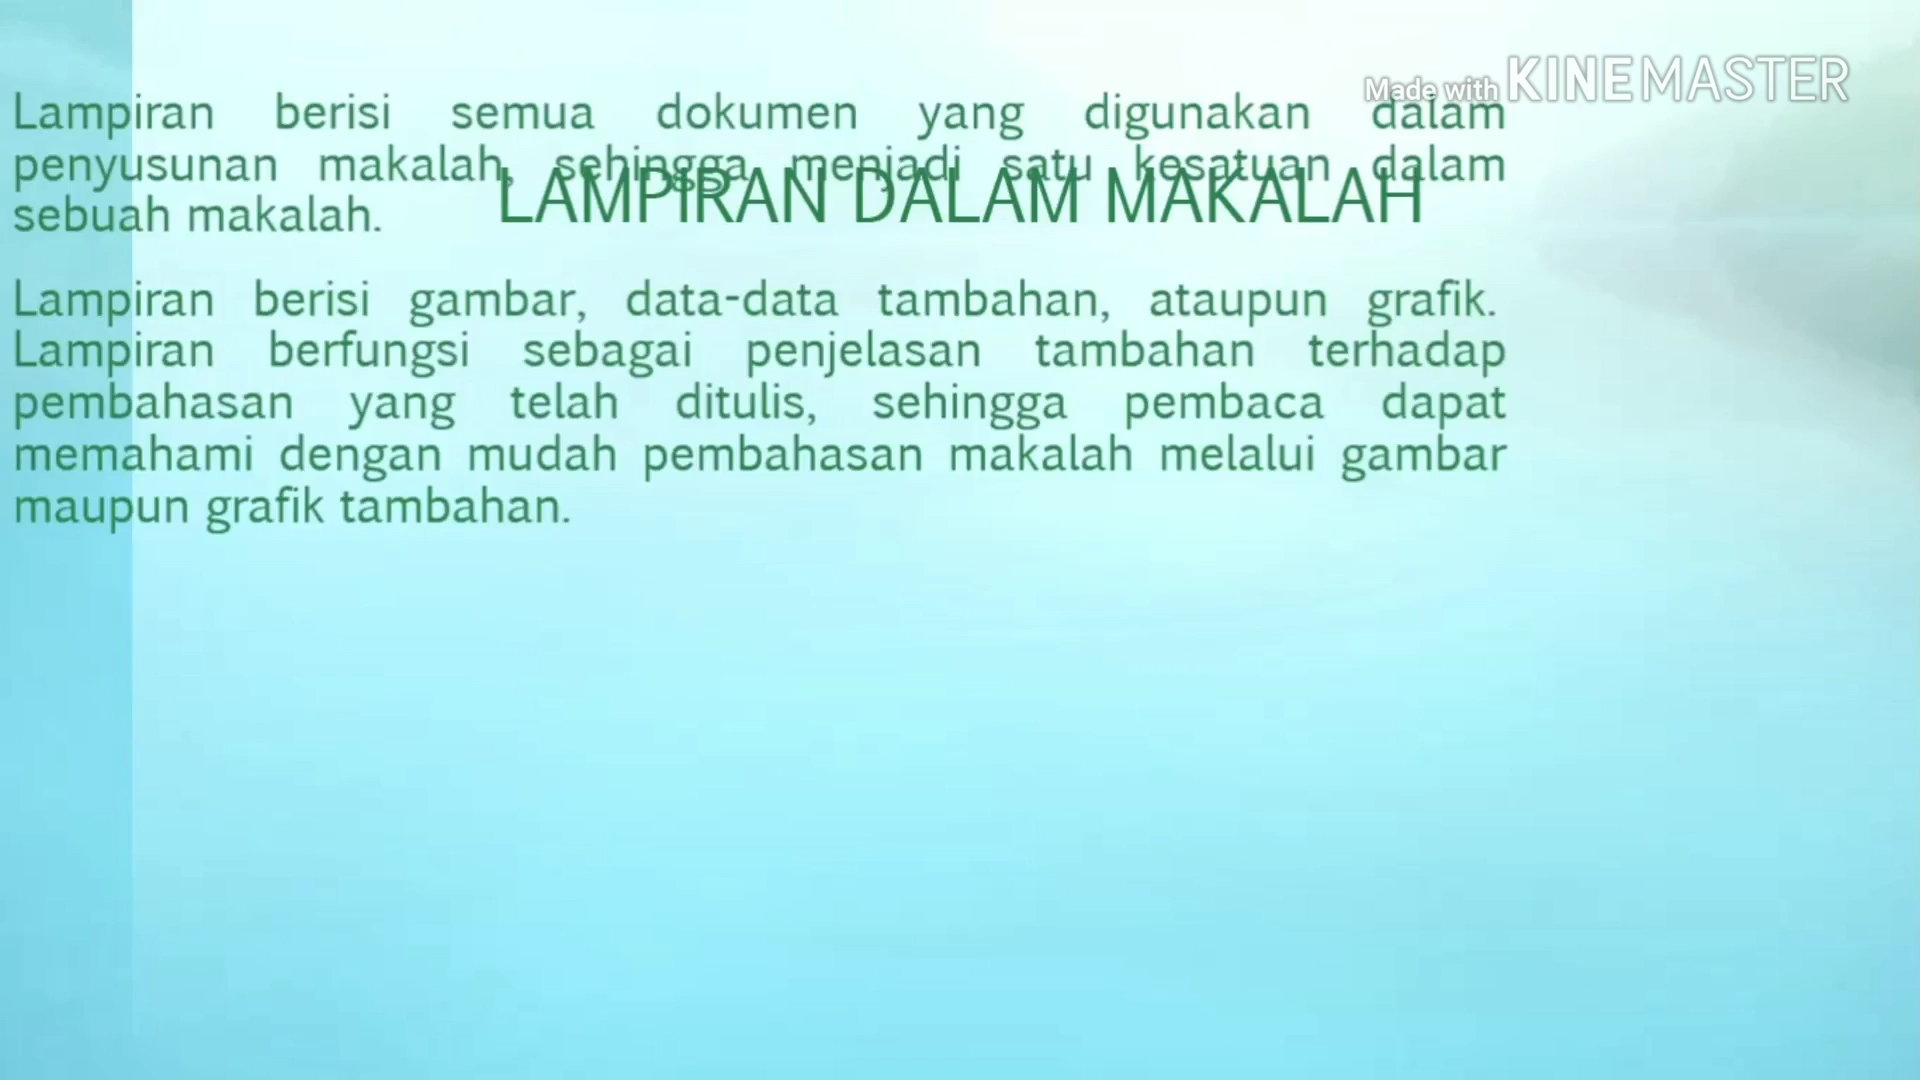 Made with KINEMASTER
Lampiran berisi semua dokumen yang digunakan dalam
penyusunan makalah, sehingga menjadi satu kesatuan dalam
sebuah makalah.
LAMPIRAN DALAM MAKALAH
Lampiran berisi gambar, data-data tambahan, ataupun grafik.
Lampiran berfungsi sebagai penjelasan tambahan terhadap
pembahasan yang telah ditulis, sehingga pembaca dapat
memahami dengan mudah pembahasan makalah melalui gambar
maupun grafik tambahan.